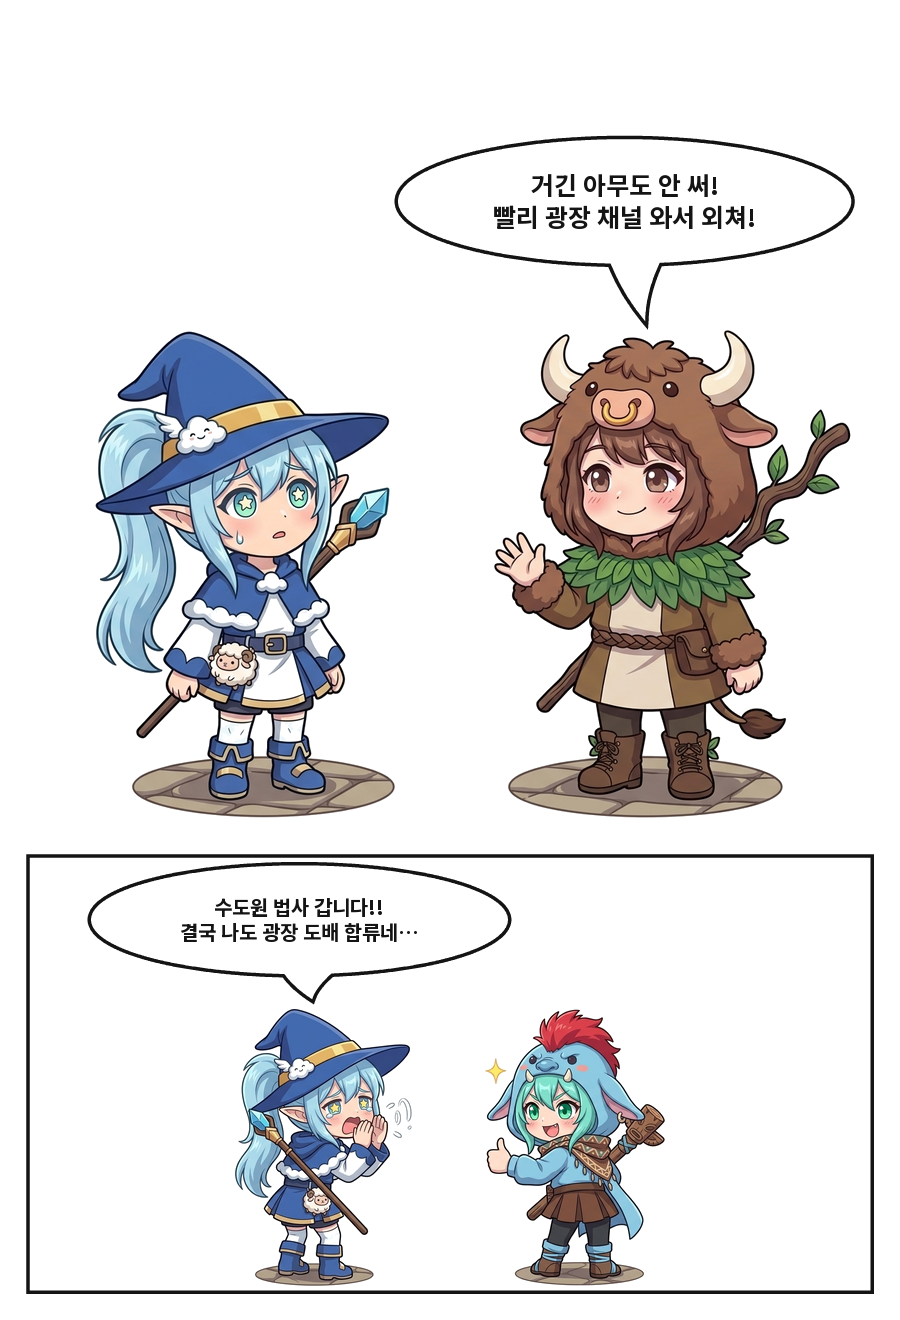 거긴 아무도 안 써!
빨리 광장 채널 와서 외쳐!
수도원 법사 갑니다!!
결국 나도 광장 도배 합류네…